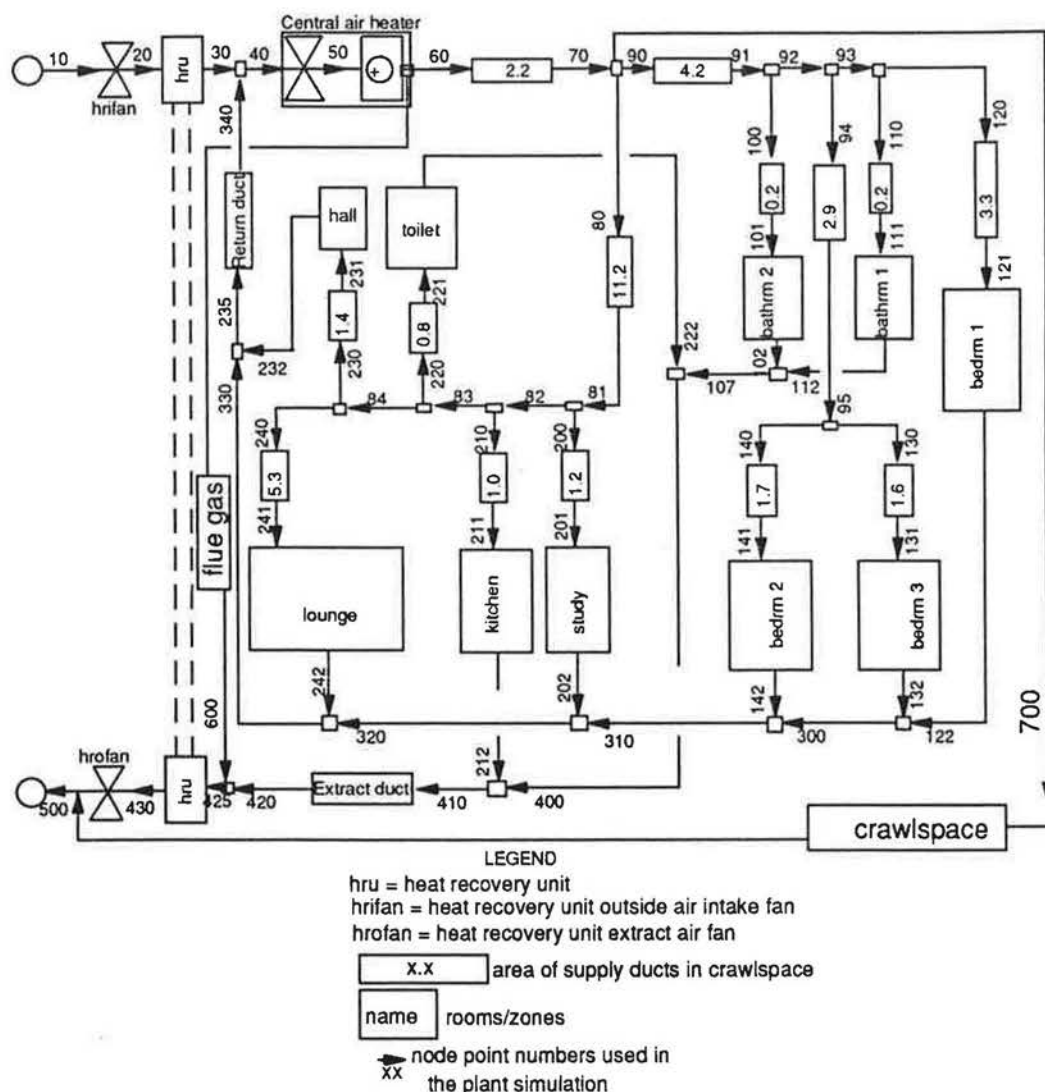 Central air heater
10
20
hru
30
40
50
+
60
2.2
70
90
4.2
91
92
93
hrifan
340
Return duct
hall
toilet
80
100
94
110
120
0.2
2.9
0.2
3.3
101
111
121
11.2
bathrm 2
bathrm 1
bedrm 1
235
231
221
1.4
0.8
222
232
230
220
02
107
112
330
84
83
82
81
95
240
210
200
140
130
5.3
1.0
1.2
1.7
1.6
241
211
201
141
131
flue gas
lounge
kitchen
study
bedrm 2
bedrm 3
242
202
142
132
600
320
310
300
122
700
hrofan
212
hru
Extract duct
500
430
425
420
410
400
crawlspace
LEGEND
hru = heat recovery unit
hrifan = heat recovery unit outside air intake fan
hrofan = heat recovery unit extract air fan
x.x area of supply ducts in crawlspace
name rooms/zones
xx node point numbers used in
the plant simulation